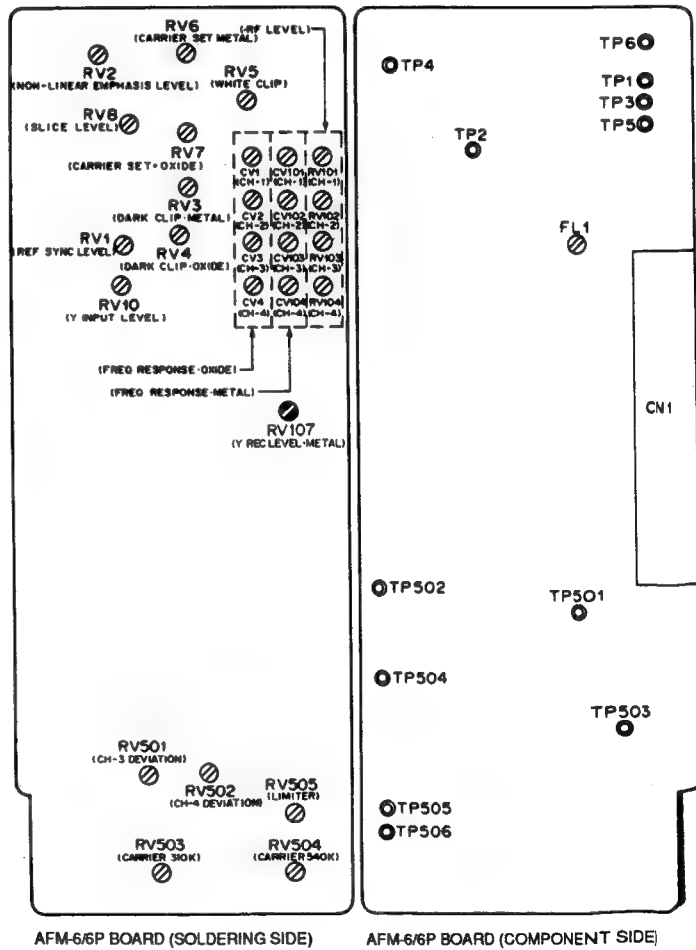 RV6
(CARRIER SET METAL)
(-RF LEVEL)
RV2
(NON-LINEAR EMPHASIS LEVEL)
RV5
(WHITE CLIP)
RV8
(SLICE LEVEL)
RV7
(CARRIER SET-OXIDE)
CV1
(CH-1)
CV101
(CH-1)
RV101
(CH-1)
RV3
(DARK CLIP-METAL)
CV2
(CH-2)
CV102
(CH-2)
RV102
(CH-2)
RV1
(REF SYNC LEVEL)
RV4
(DARK CLIP-OXIDE)
CV3
(CH-3)
CV103
(CH-3)
RV103
(CH-3)
RV10
(Y INPUT LEVEL)
CV4
(CH-4)
CV104
(CH-4)
RV104
(CH-4)
(FREQ RESPONSE-OXIDE)
(FREQ RESPONSE-METAL)
RV107
(Y REC LEVEL-METAL)
RV501
(CH-3 DEVIATION)
RV502
(CH-4 DEVIATION)
RV505
(LIMITER)
RV503
(CARRIER 310K)
RV504
(CARRIER 540K)
AFM-6/6P BOARD (SOLDERING SIDE)
TP6
TP4
TP1
TP3
TP5
TP2
FL1
CN1
TP502
TP501
TP504
TP503
TP505
TP506
AFM-6/6P BOARD (COMPONENT SIDE)